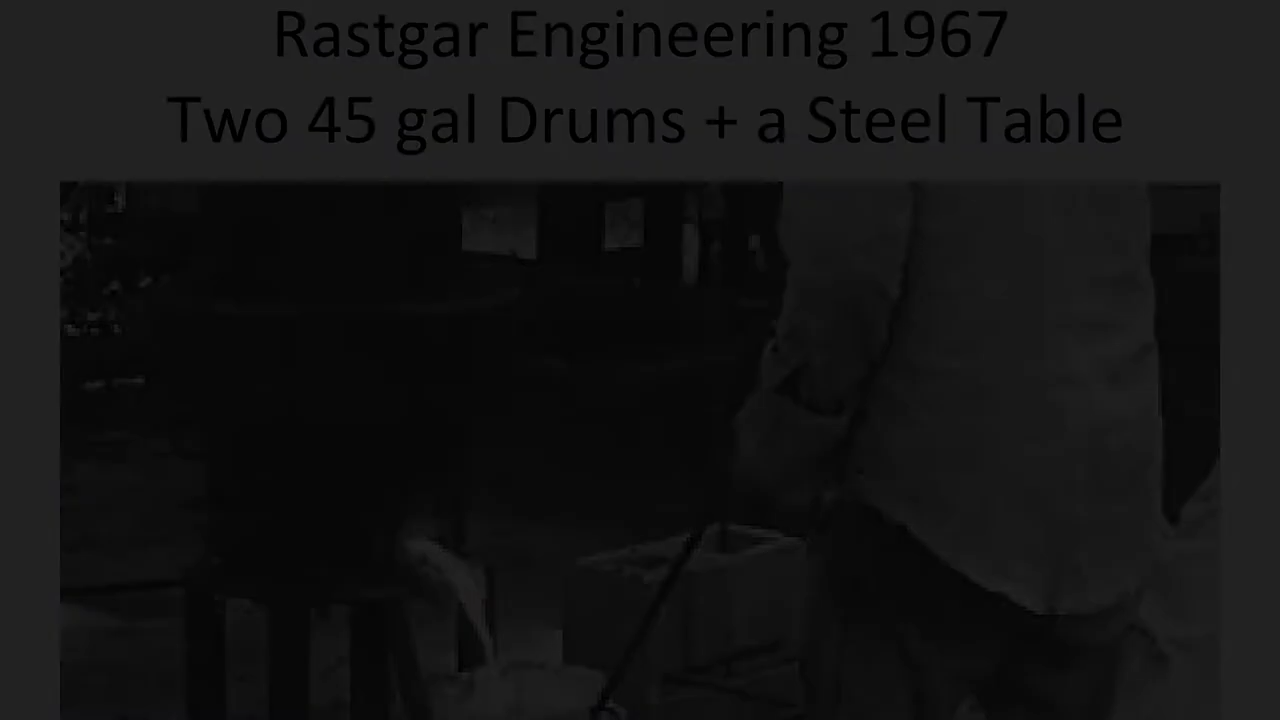 Rastgar Engineering 1967
Two 45 gal Drums + a Steel Table